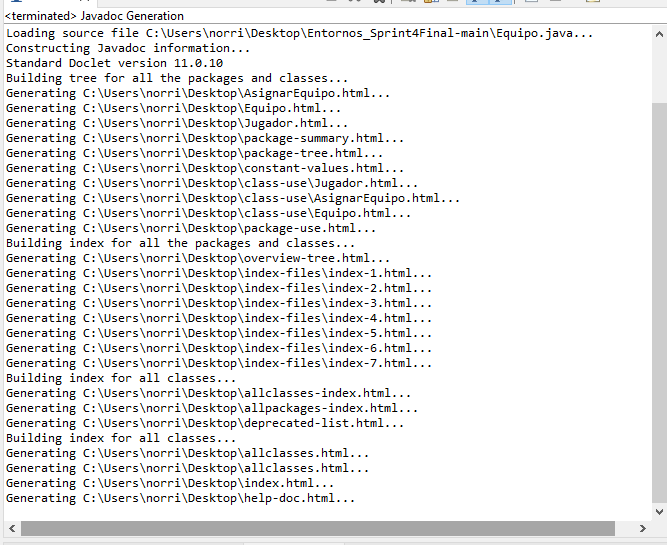 <terminated> Javadoc Generation
Loading source file C:\Users\norri\Desktop\Entornos_Sprint4Final-main\Equipo.java...
Constructing Javadoc information...
Standard Doclet version 11.0.10
Building tree for all the packages and classes...
Generating C:\Users\norri\Desktop\AsignarEquipo.html...
Generating C:\Users\norri\Desktop\Equipo.html...
Generating C:\Users\norri\Desktop\Jugador.html...
Generating C:\Users\norri\Desktop\package-summary.html...
Generating C:\Users\norri\Desktop\package-tree.html...
Generating C:\Users\norri\Desktop\constant-values.html...
Generating C:\Users\norri\Desktop\class-use\Jugador.html...
Generating C:\Users\norri\Desktop\class-use\AsignarEquipo.html...
Generating C:\Users\norri\Desktop\class-use\Equipo.html...
Generating C:\Users\norri\Desktop\package-use.html...
Building index for all the packages and classes...
Generating C:\Users\norri\Desktop\overview-tree.html...
Generating C:\Users\norri\Desktop\index-files\index-1.html...
Generating C:\Users\norri\Desktop\index-files\index-2.html...
Generating C:\Users\norri\Desktop\index-files\index-3.html...
Generating C:\Users\norri\Desktop\index-files\index-4.html...
Generating C:\Users\norri\Desktop\index-files\index-5.html...
Generating C:\Users\norri\Desktop\index-files\index-6.html...
Generating C:\Users\norri\Desktop\index-files\index-7.html...
Building index for all classes...
Generating C:\Users\norri\Desktop\allclasses-index.html...
Generating C:\Users\norri\Desktop\allpackages-index.html...
Generating C:\Users\norri\Desktop\deprecated-list.html...
Building index for all classes...
Generating C:\Users\norri\Desktop\allclasses.html...
Generating C:\Users\norri\Desktop\allclasses.html...
Generating C:\Users\norri\Desktop\index.html...
Generating C:\Users\norri\Desktop\help-doc.html...